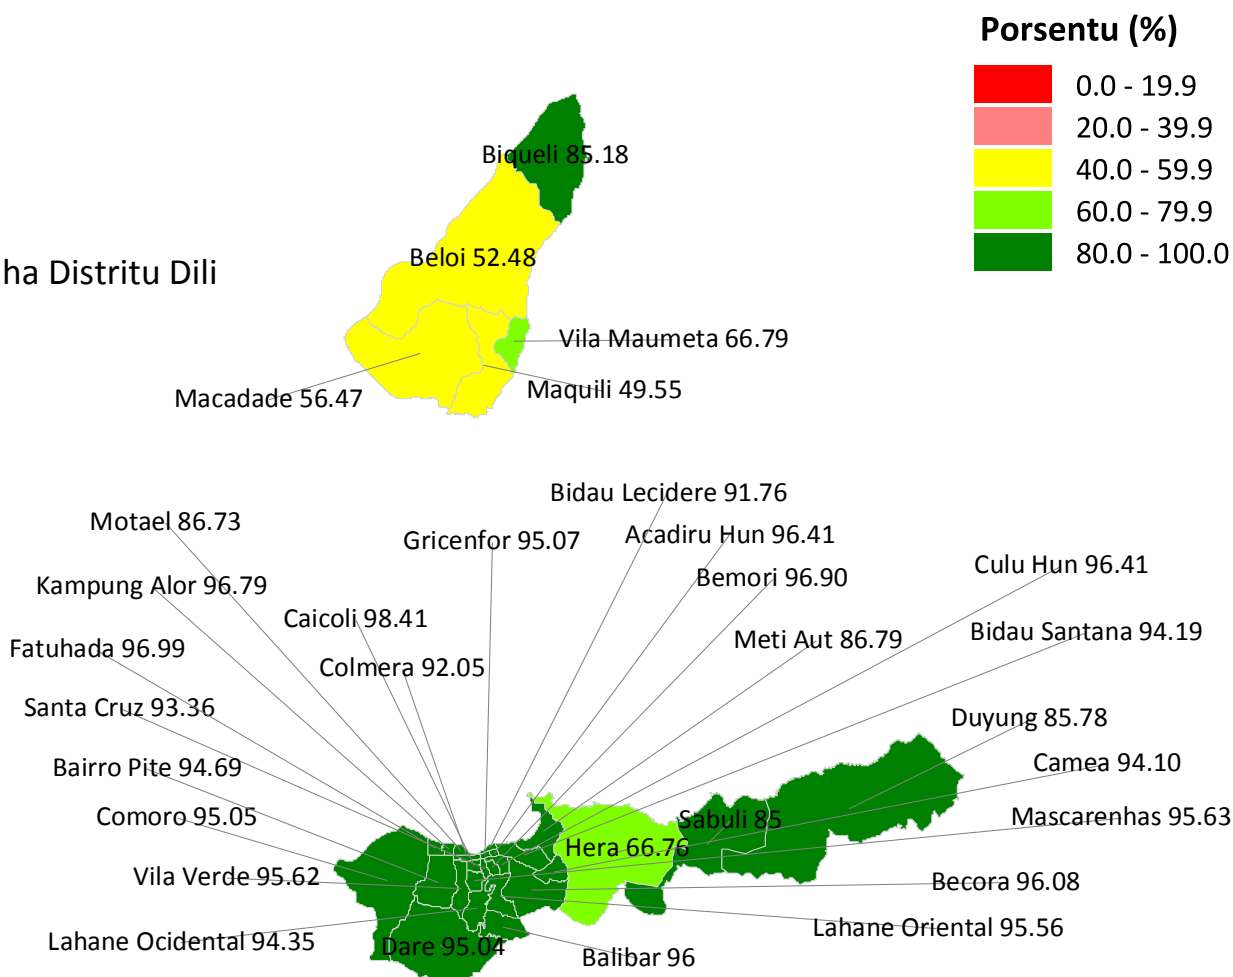 Porsentu (%)
0.0 - 19.9
20.0 - 39.9
40.0 - 59.9
60.0 - 79.9
80.0 - 100.0
Biqueli 85.18
Beloi 52.48
ha Distritu Dili
Vila Maumeta 66.79
Macadade 56.47
Maquili 49.55
Bidau Lecidere 91.76
Motael 86.73
Gricenfor 95.07
Acadiru Hun 96.41
Culu Hun 96.41
Kampung Alor 96.79
Bemori 96.90
Caicoli 98.41
Bidau Santana 94.19
Fatuhada 96.99
Meti Aut 86.79
Colmera 92.05
Santa Cruz 93.36
Duyung 85.78
Bairro Pite 94.69
Camea 94.10
Comoro 95.05
Sabuli 85
Mascarenhas 95.63
Hera 66.76
Vila Verde 95.62
Becora 96.08
Lahane Oriental 95.56
Lahane Ocidental 94.35
Dare 95.04
Balibar 96